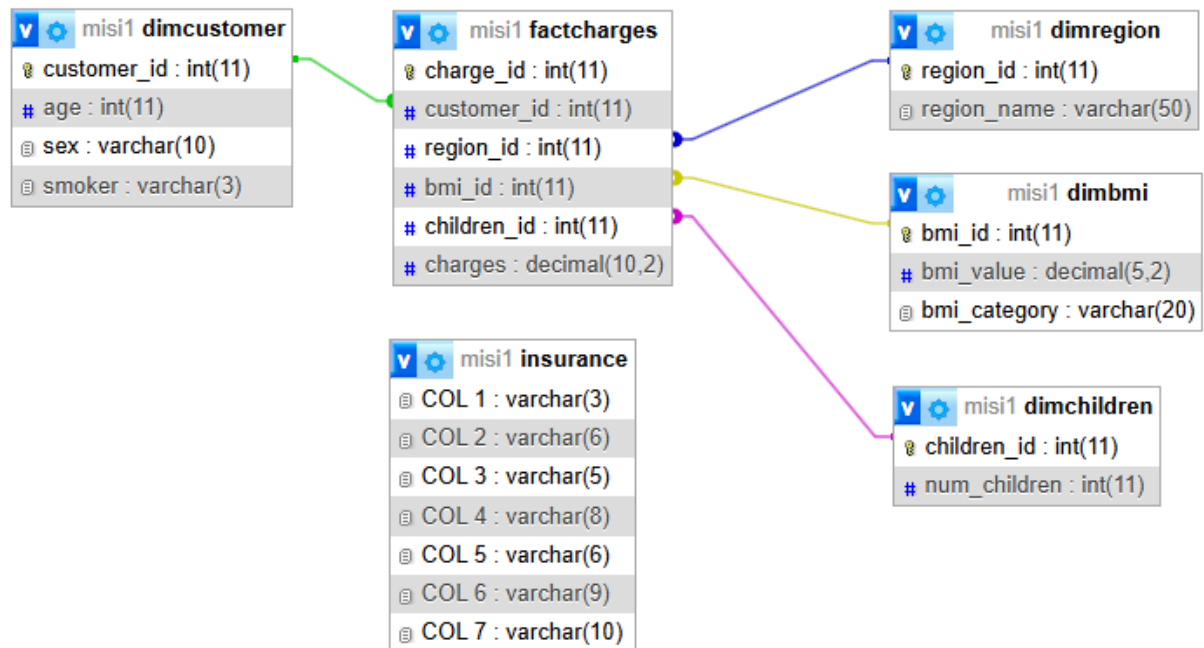 misi1 dimcustomer
customer_id : int(11)
age : int(11)
sex : varchar(10)
smoker : varchar(3)
misi1 factcharges
charge_id : int(11)
customer_id : int(11)
region_id : int(11)
bmi_id : int(11)
children_id : int(11)
charges : decimal(10,2)
misi1 dimregion
region_id : int(11)
region_name : varchar(50)
misi1 dimbmi
bmi_id : int(11)
bmi_value : decimal(5,2)
bmi_category : varchar(20)
misi1 insurance
COL 1 : varchar(3)
COL 2 : varchar(6)
COL 3 : varchar(5)
COL 4 : varchar(8)
COL 5 : varchar(6)
COL 6 : varchar(9)
COL 7 : varchar(10)
misi1 dimchildren
children_id : int(11)
num_children : int(11)